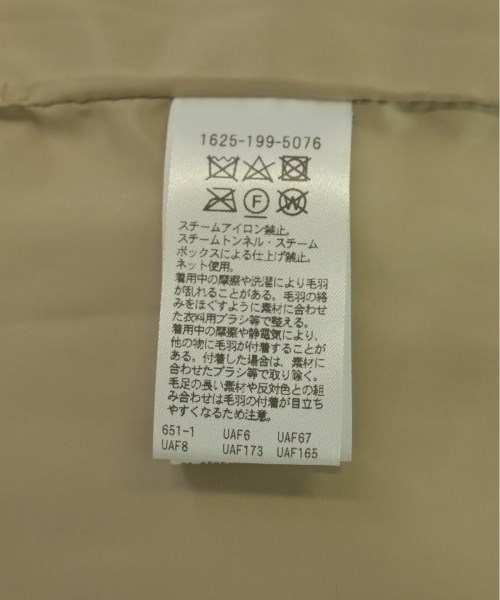 1625-199-5076
F
W
スチームアイロン禁止。
スチームトンネル・スチーム
ボックスによる仕上げ禁止。
ネット使用。
着用中の摩擦や洗濯により毛羽
が乱れることがある。毛羽の絡
みをほぐすように素材に合わせ
た衣料用ブラシ等で整える。
着用中の摩擦や静電気により、
他の物に毛羽が付着することが
ある。付着した場合は、素材に
合わせたブラシ等で取り除く。
毛足の長い素材や反対色との組
み合わせは毛羽の付着が目立ち
やすくなるため注意。
651-1 UAF6 UAF67
UAF8 UAF173 UAF165